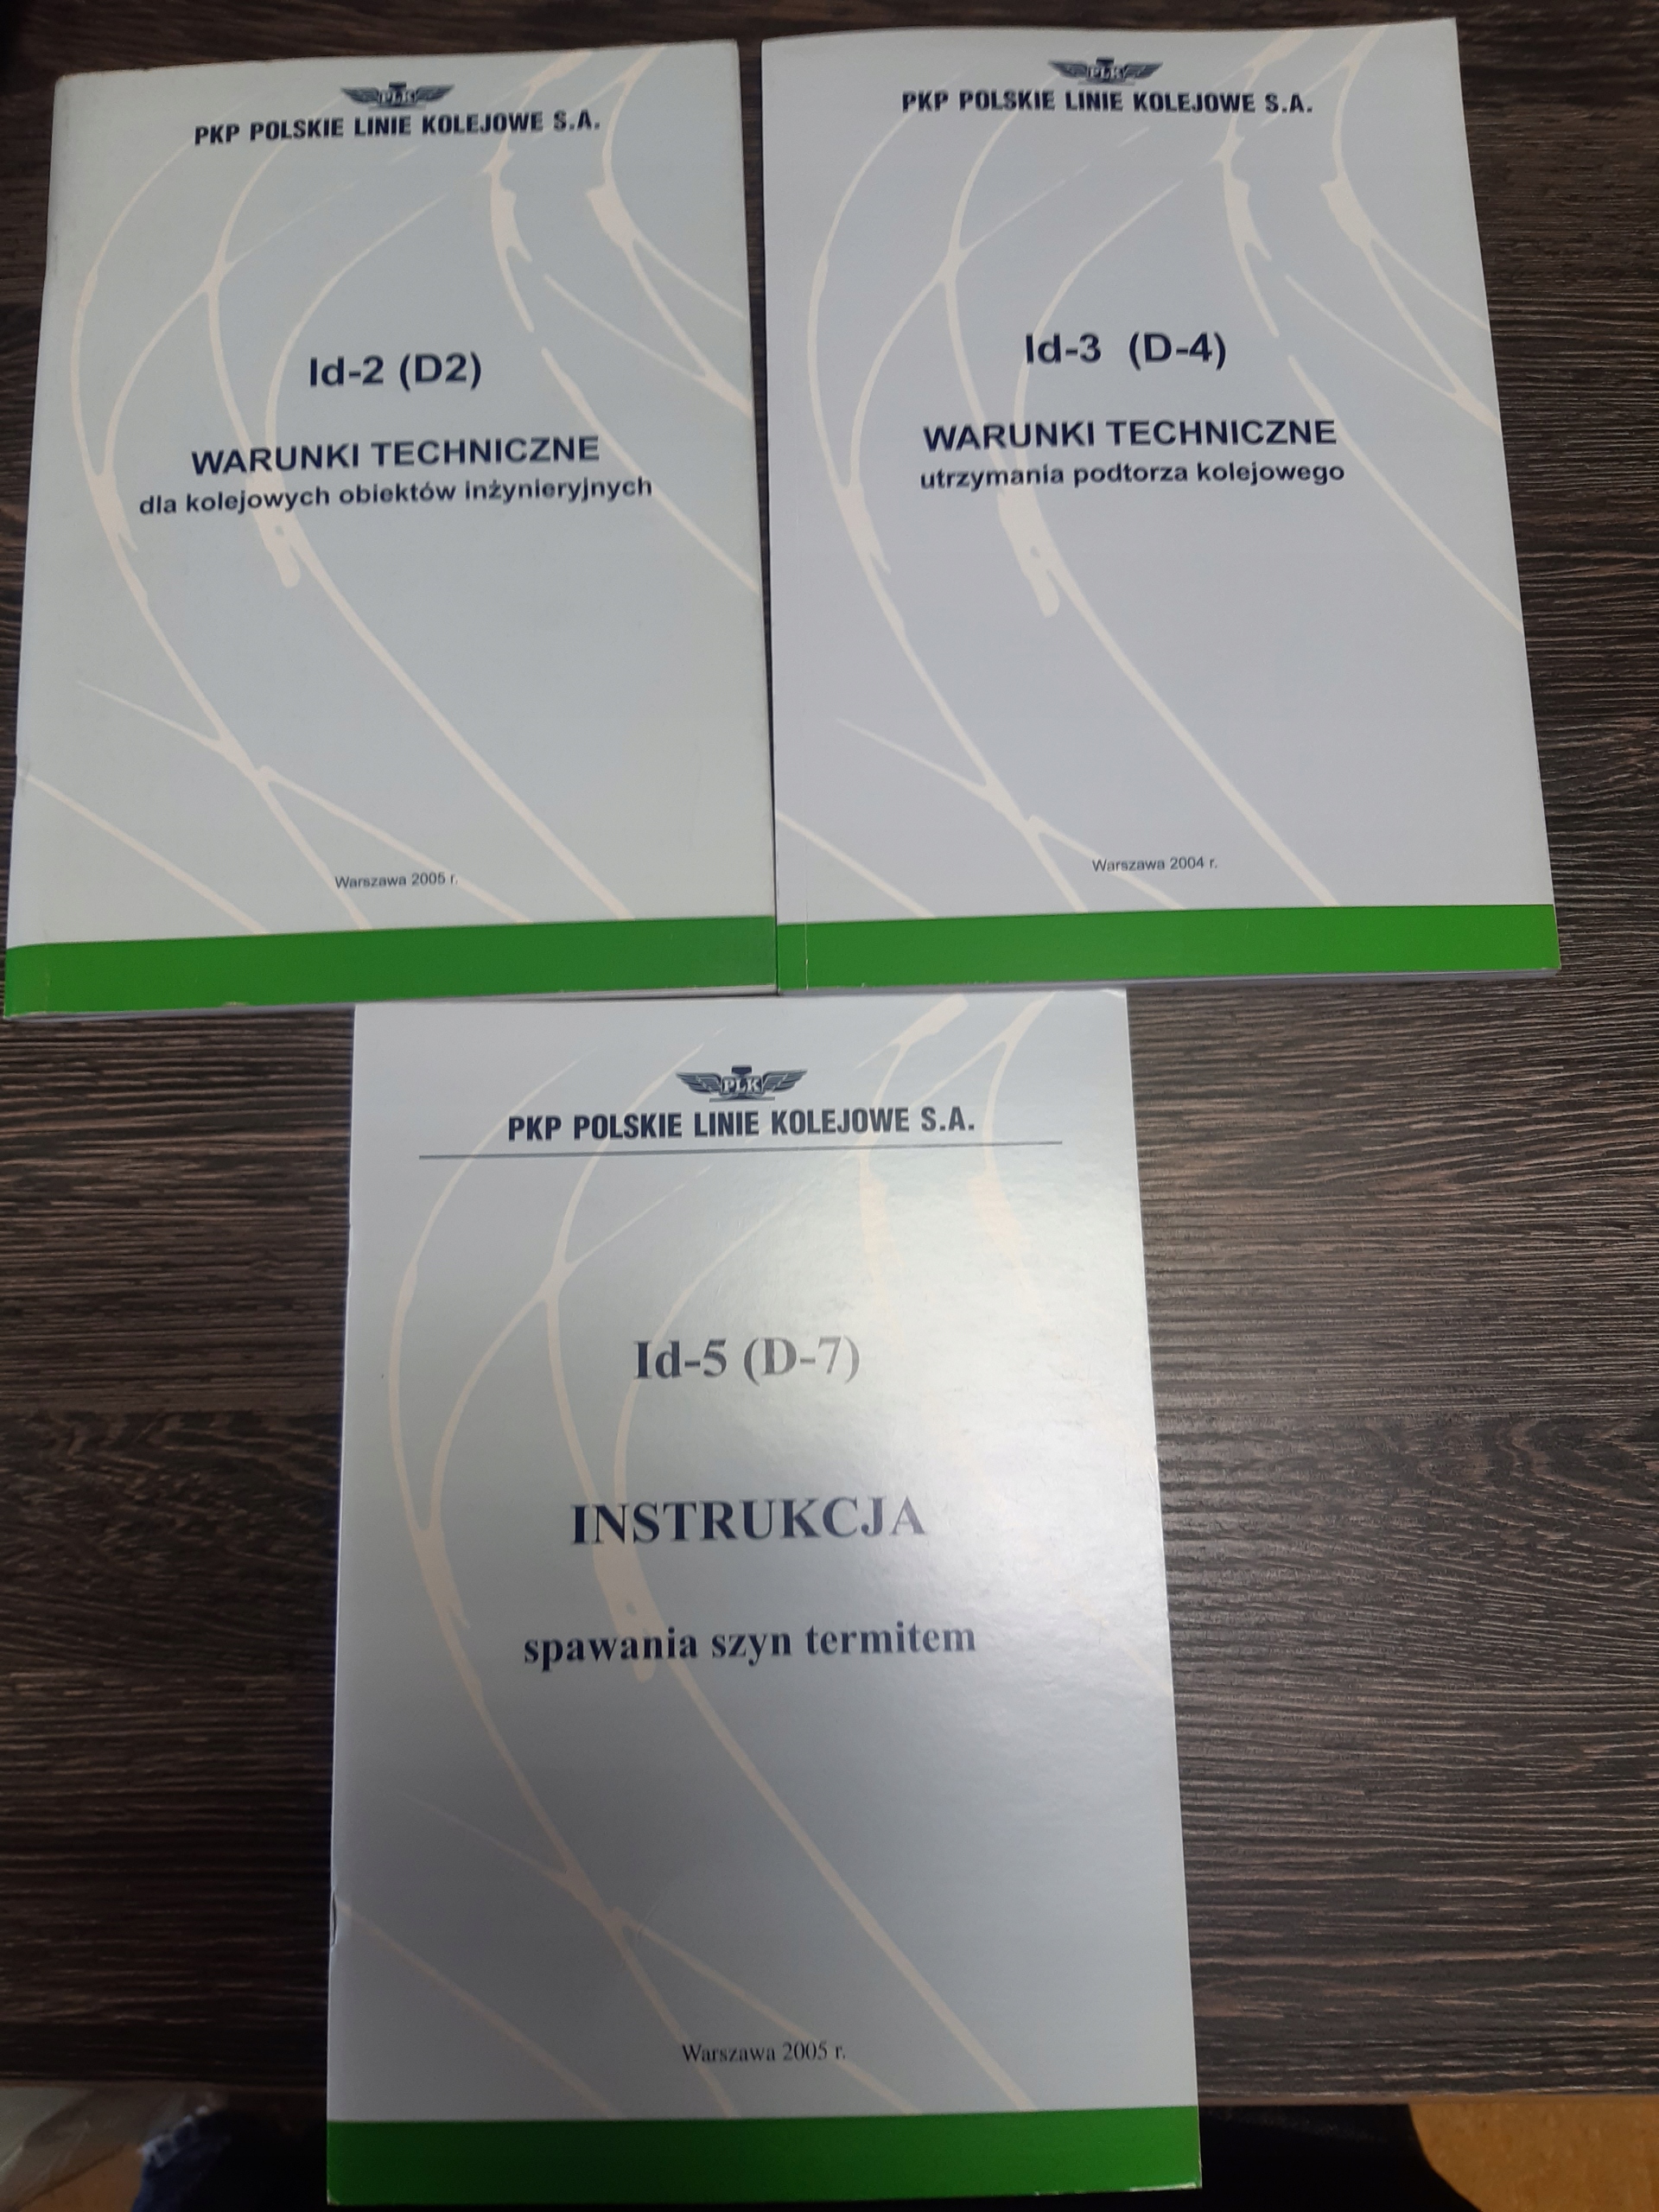 PLK
PKP POLSKIE LINIE KOLEJOWE S.A.
Id-2 (D2)
WARUNKI TECHNICZNE
dla kolejowych obiektów inżynieryjnych
Warszawa 2005 r.
PLK
PKP POLSKIE LINIE KOLEJOWE S.A.
Id-3 (D-4)
WARUNKI TECHNICZNE
utrzymania podtorza kolejowego
Warszawa 2004 r.
PLK
PKP POLSKIE LINIE KOLEJOWE S.A.
Id-5 (D-7)
INSTRUKCJA
spawania szyn termitem
Warszawa 2005 r.